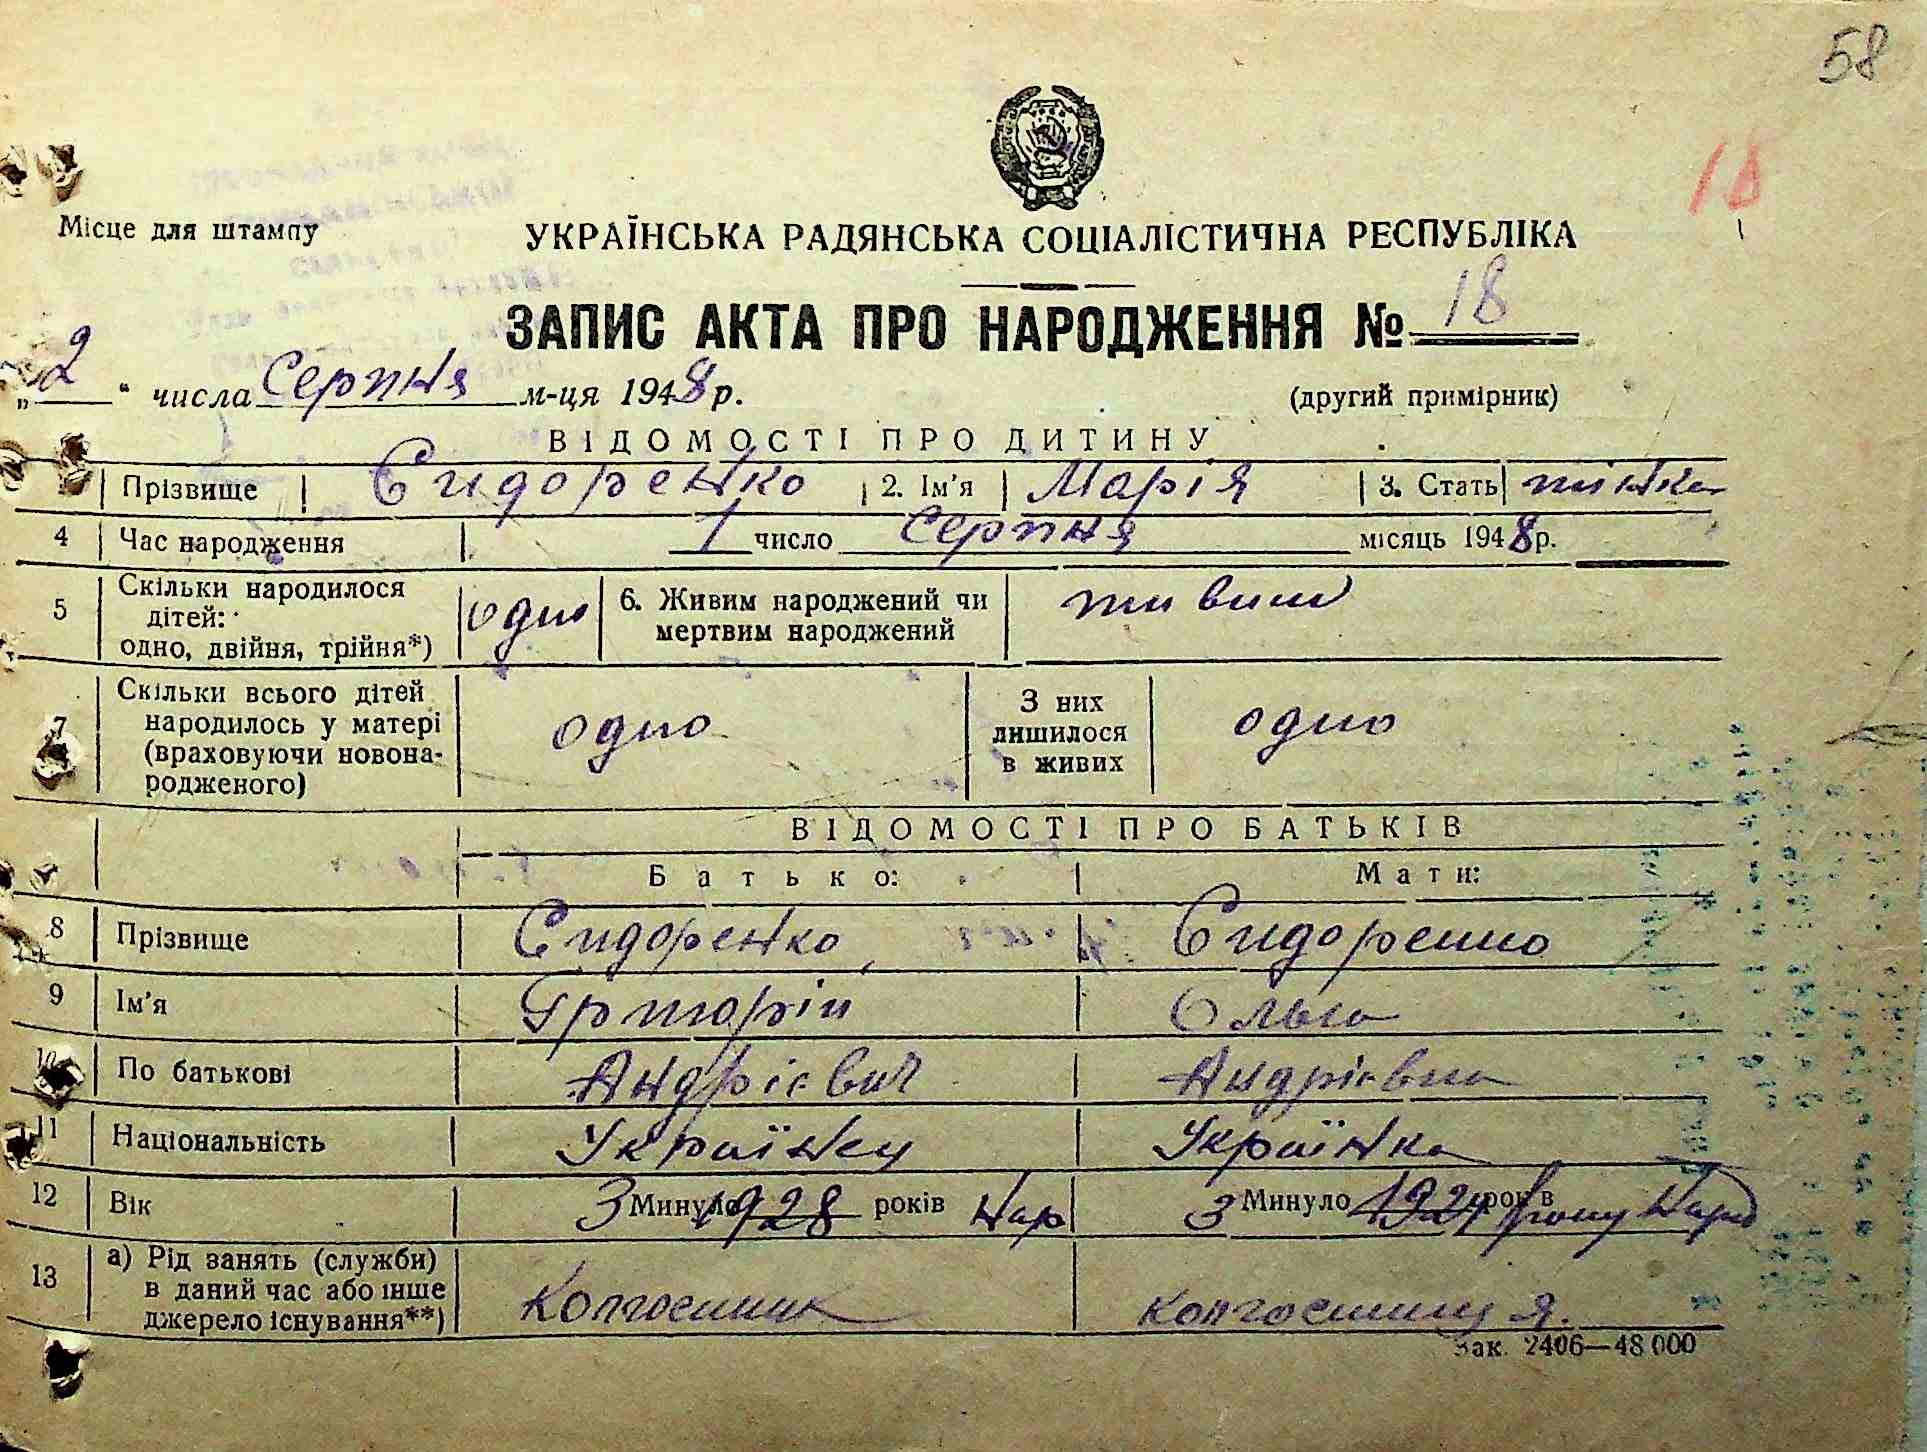 58
18
Місце для штампу
УКРАЇНСЬКА РАДЯНСЬКА СОЦІАЛІСТИЧНА РЕСПУБЛІКА
ЗАПИС АКТА ПРО НАРОДЖЕННЯ № 18
„2“ числа Серпня м-ця 1948 р.
(другий примірник)
ВІДОМОСТІ ПРО ДИТИНУ
Прізвище Сидоренко 2. Ім'я Марія 3. Стать жінка
4 Час народження 1 число Серпня місяць 1948 р.
5 Скільки народилося дітей: одно, двійня, трійня*) одно 6. Живим народжений чи мертвим народжений живим
7 Скільки всього дітей народилось у матері (враховуючи новонародженого) одно З них лишилося в живих одно
ВІДОМОСТІ ПРО БАТЬКІВ
Батько: Мати:
8 Прізвище Сидоренко Сидоренко
9 Ім'я Григорій Ольга
10 По батькові Андрієвич Андрієвна
11 Національність Українец Українка
12 Вік З Минуло 1928 років нар З Минуло років року
13 а) Рід занять (служби) в даний час або інше джерело існування**) Колгоспник Колгоспниця.
Зак. 2406—48 000